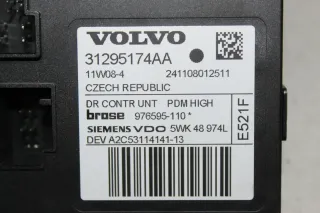 VOLVO
31295174AA
11W08-4 241108012511
CZECH REPUBLIC
DR CONTR UNT PDM HIGH
brose 976595-110*
SIEMENS VDO 5WK 48 974L
DEV A2C53114141-13
E521F